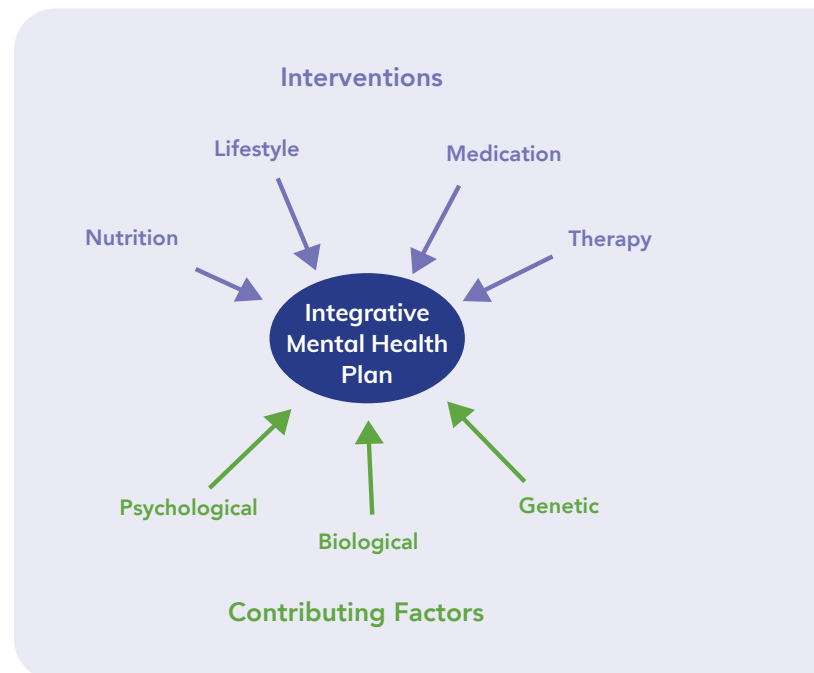 Interventions
Lifestyle
Medication
Nutrition
Therapy
Integrative
Mental Health
Plan
Psychological
Genetic
Biological
Contributing Factors